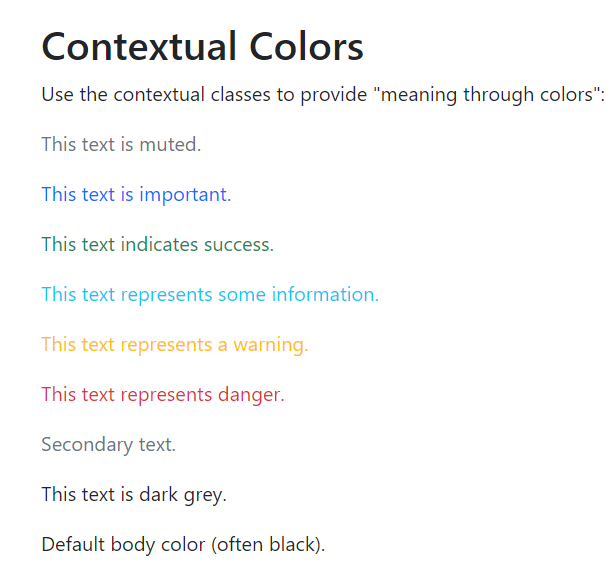 Contextual Colors
Use the contextual classes to provide "meaning through colors":
This text is muted.
This text is important.
This text indicates success.
This text represents some information.
This text represents a warning.
This text represents danger.
Secondary text.
This text is dark grey.
Default body color (often black).